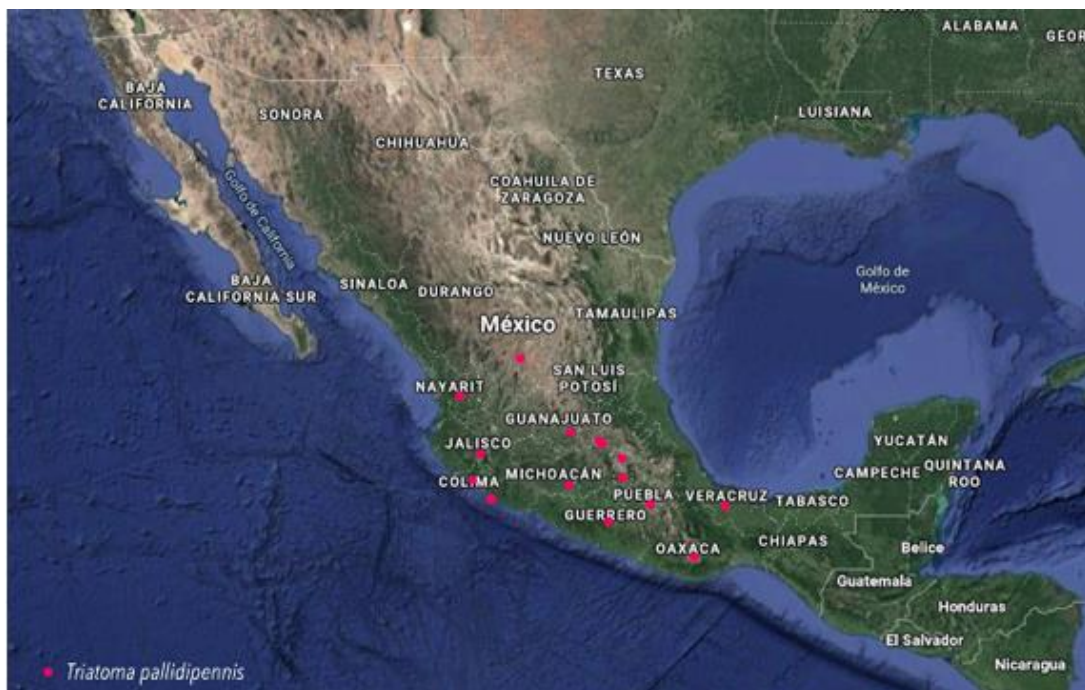 ALABAMA
GEOR
TEXAS
BAJA
CALIFORNIA
SONORA
LUISIANA
CHIHUAHUA
COAHUILA DE
ZARAGOZA
Golfo de California
NUEVO LEÓN
Golfo de
México
BAJA
CALIFORNIA SUR
SINALOA
DURANGO
TAMAULIPAS
México
SAN LUIS
POTOSÍ
NAYARIT
GUANAJUATO
JALISCO
YUCATÁN
MICHOACÁN
CAMPECHE
QUINTANA
ROO
COLIMA
PUEBLA
VERACRUZ
TABASCO
GUERRERO
OAXACA
CHIAPAS
Belice
Guatemala
Honduras
El Salvador
Nicaragua
Triatoma pallidipennis